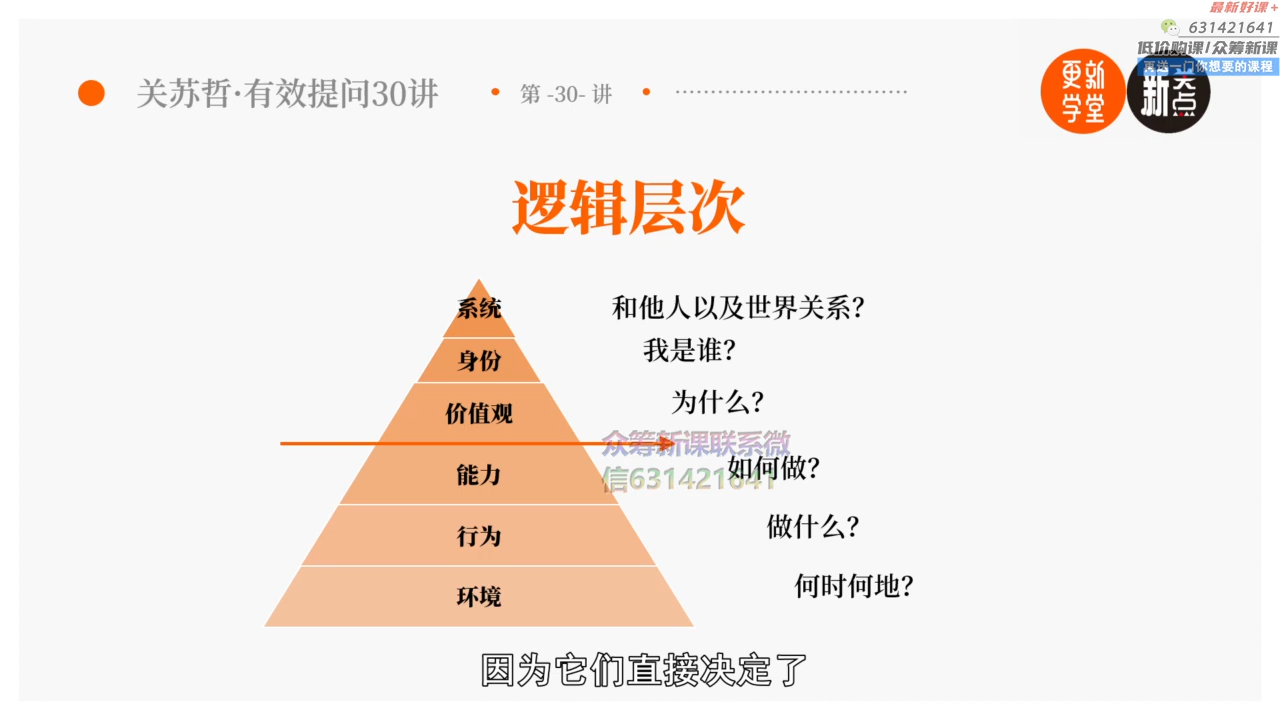 最新好课+
631421641
低价购课/众筹新课
再送一门你想要的课程
关苏哲·有效提问30讲
第 -30- 讲
更新学堂
新关点
逻辑层次
系统
和他人以及世界关系?
身份
我是谁?
价值观
为什么?
众筹新课联系微
信631421641
能力
如何做?
行为
做什么?
环境
何时何地?
因为它们直接决定了